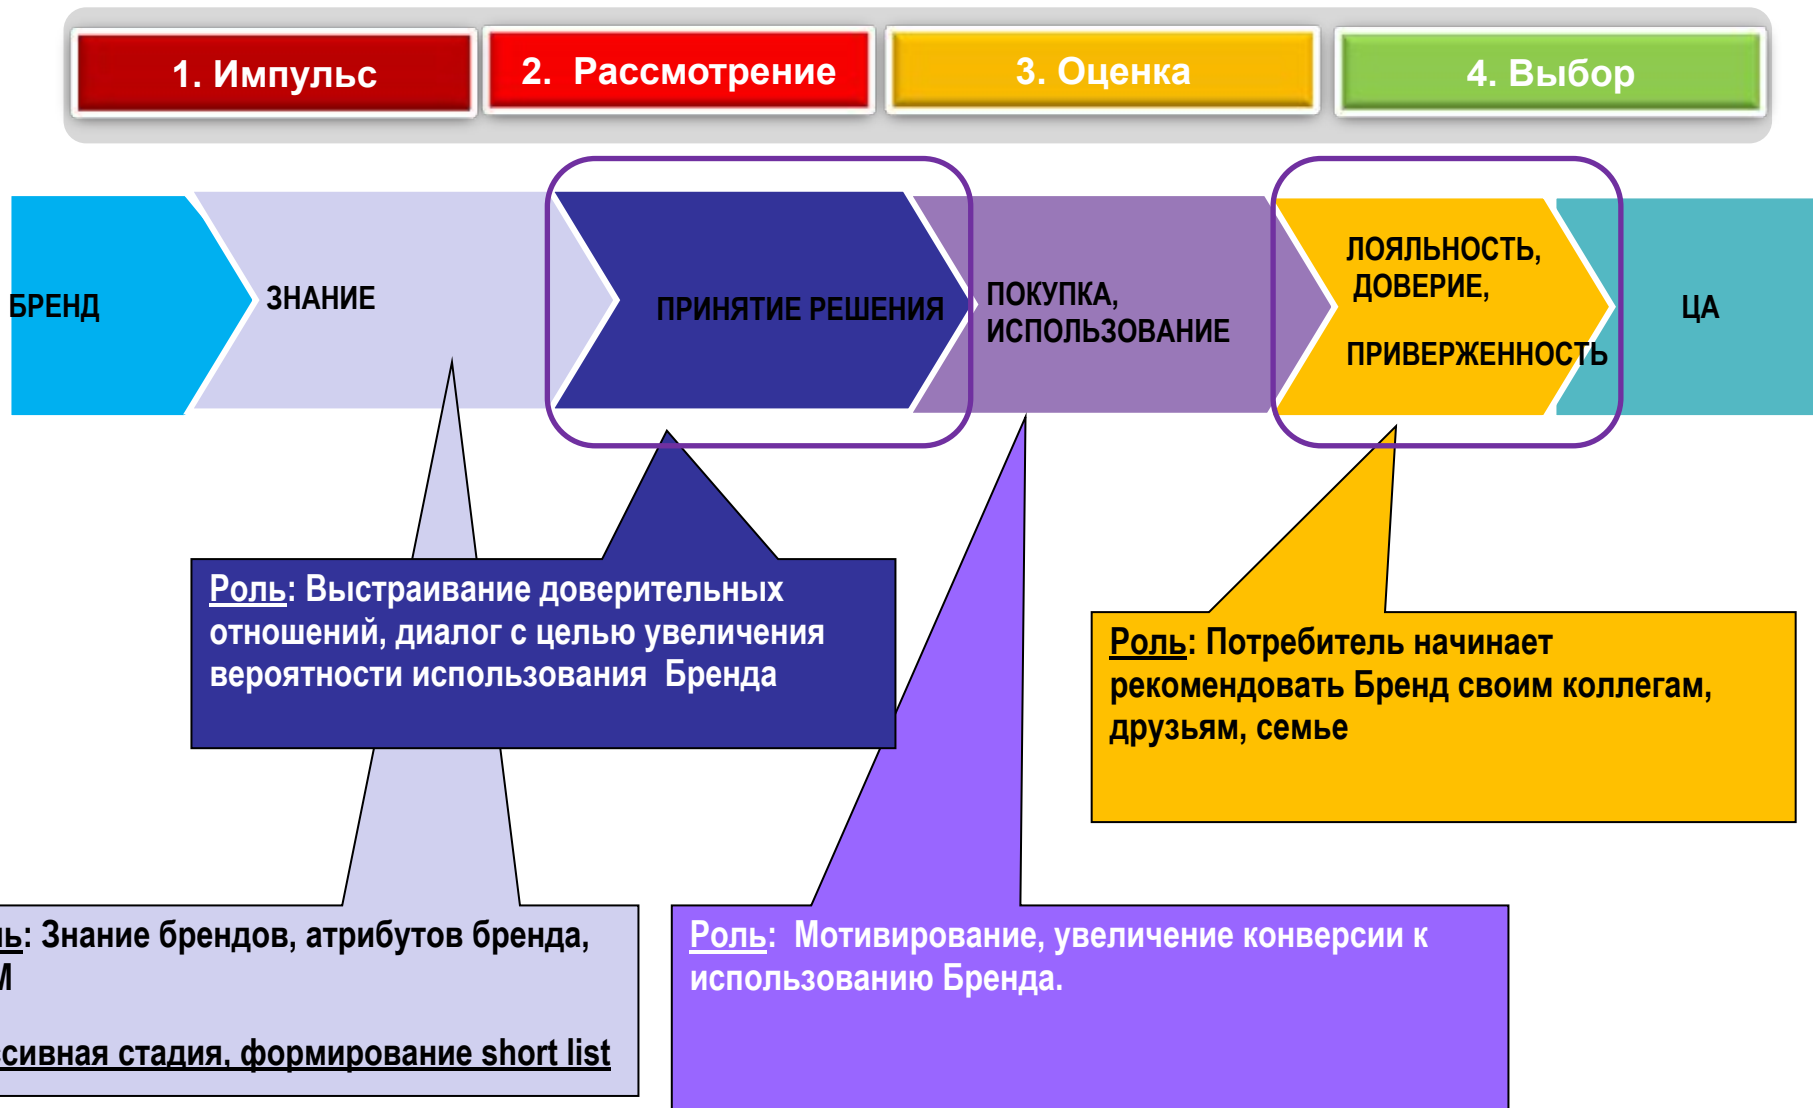 1. Импульс
2. Рассмотрение
3. Оценка
4. Выбор
БРЕНД
ЗНАНИЕ
ПРИНЯТИЕ РЕШЕНИЯ
ПОКУПКА,
ИСПОЛЬЗОВАНИЕ
ЛОЯЛЬНОСТЬ,
ДОВЕРИЕ,
ПРИВЕРЖЕННОСТЬ
ЦА
Роль: Выстраивание доверительных
отношений, диалог с целью увеличения
вероятности использования Бренда
Роль: Потребитель начинает
рекомендовать Бренд своим коллегам,
друзьям, семье
: Знание брендов, атрибутов бренда,
стадия, формирование short list
Роль: Мотивирование, увеличение конверсии к
использованию Бренда.